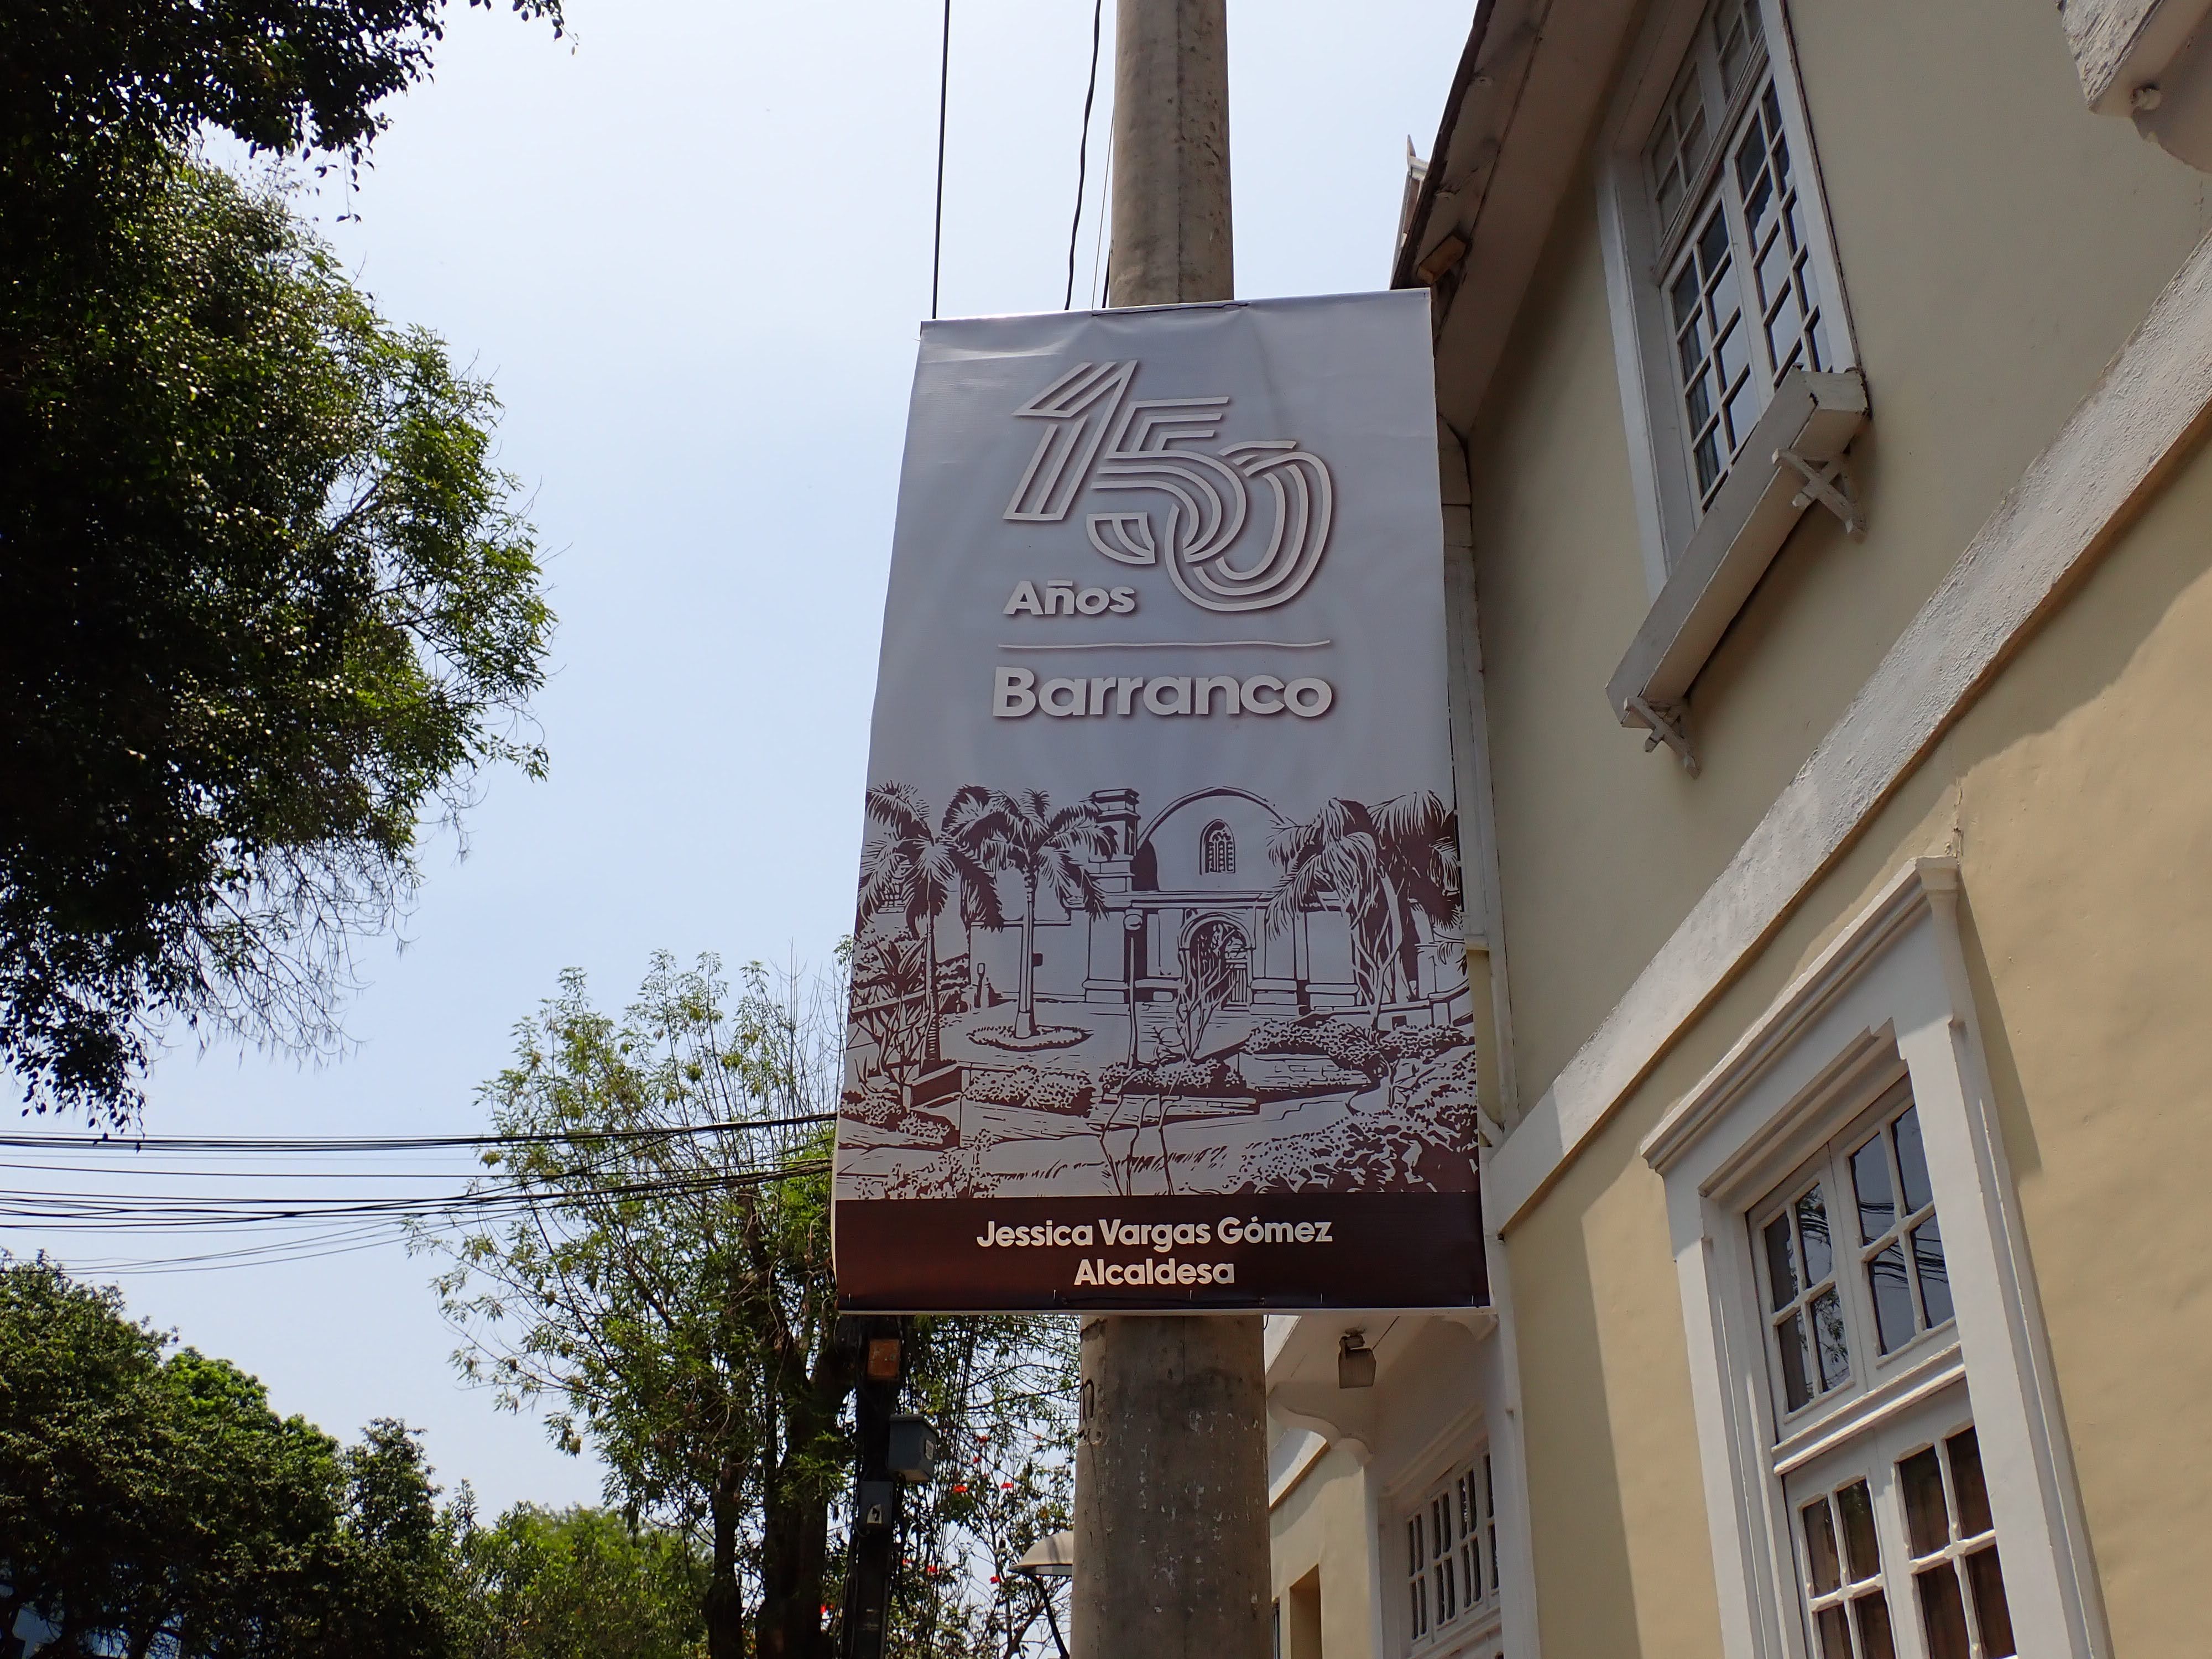 150
Años
Barranco
Jessica Vargas Gómez
Alcaldesa